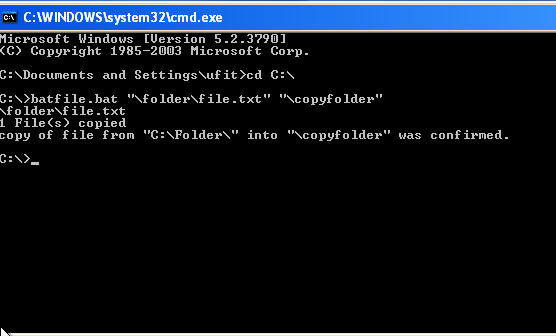 C:\WINDOWS\system32\cmd.exe
Microsoft Windows [Version 5.2.3790]
(C) Copyright 1985-2003 Microsoft Corp.
C:\Documents and Settings\ufit>cd C:\
C:\>batfile.bat "\folder\file.txt" "\copyfolder"
\folder\file.txt
1 File(s) copied
copy of file from "C:\Folder\" into "\copyfolder" was confirmed.
C:\>_